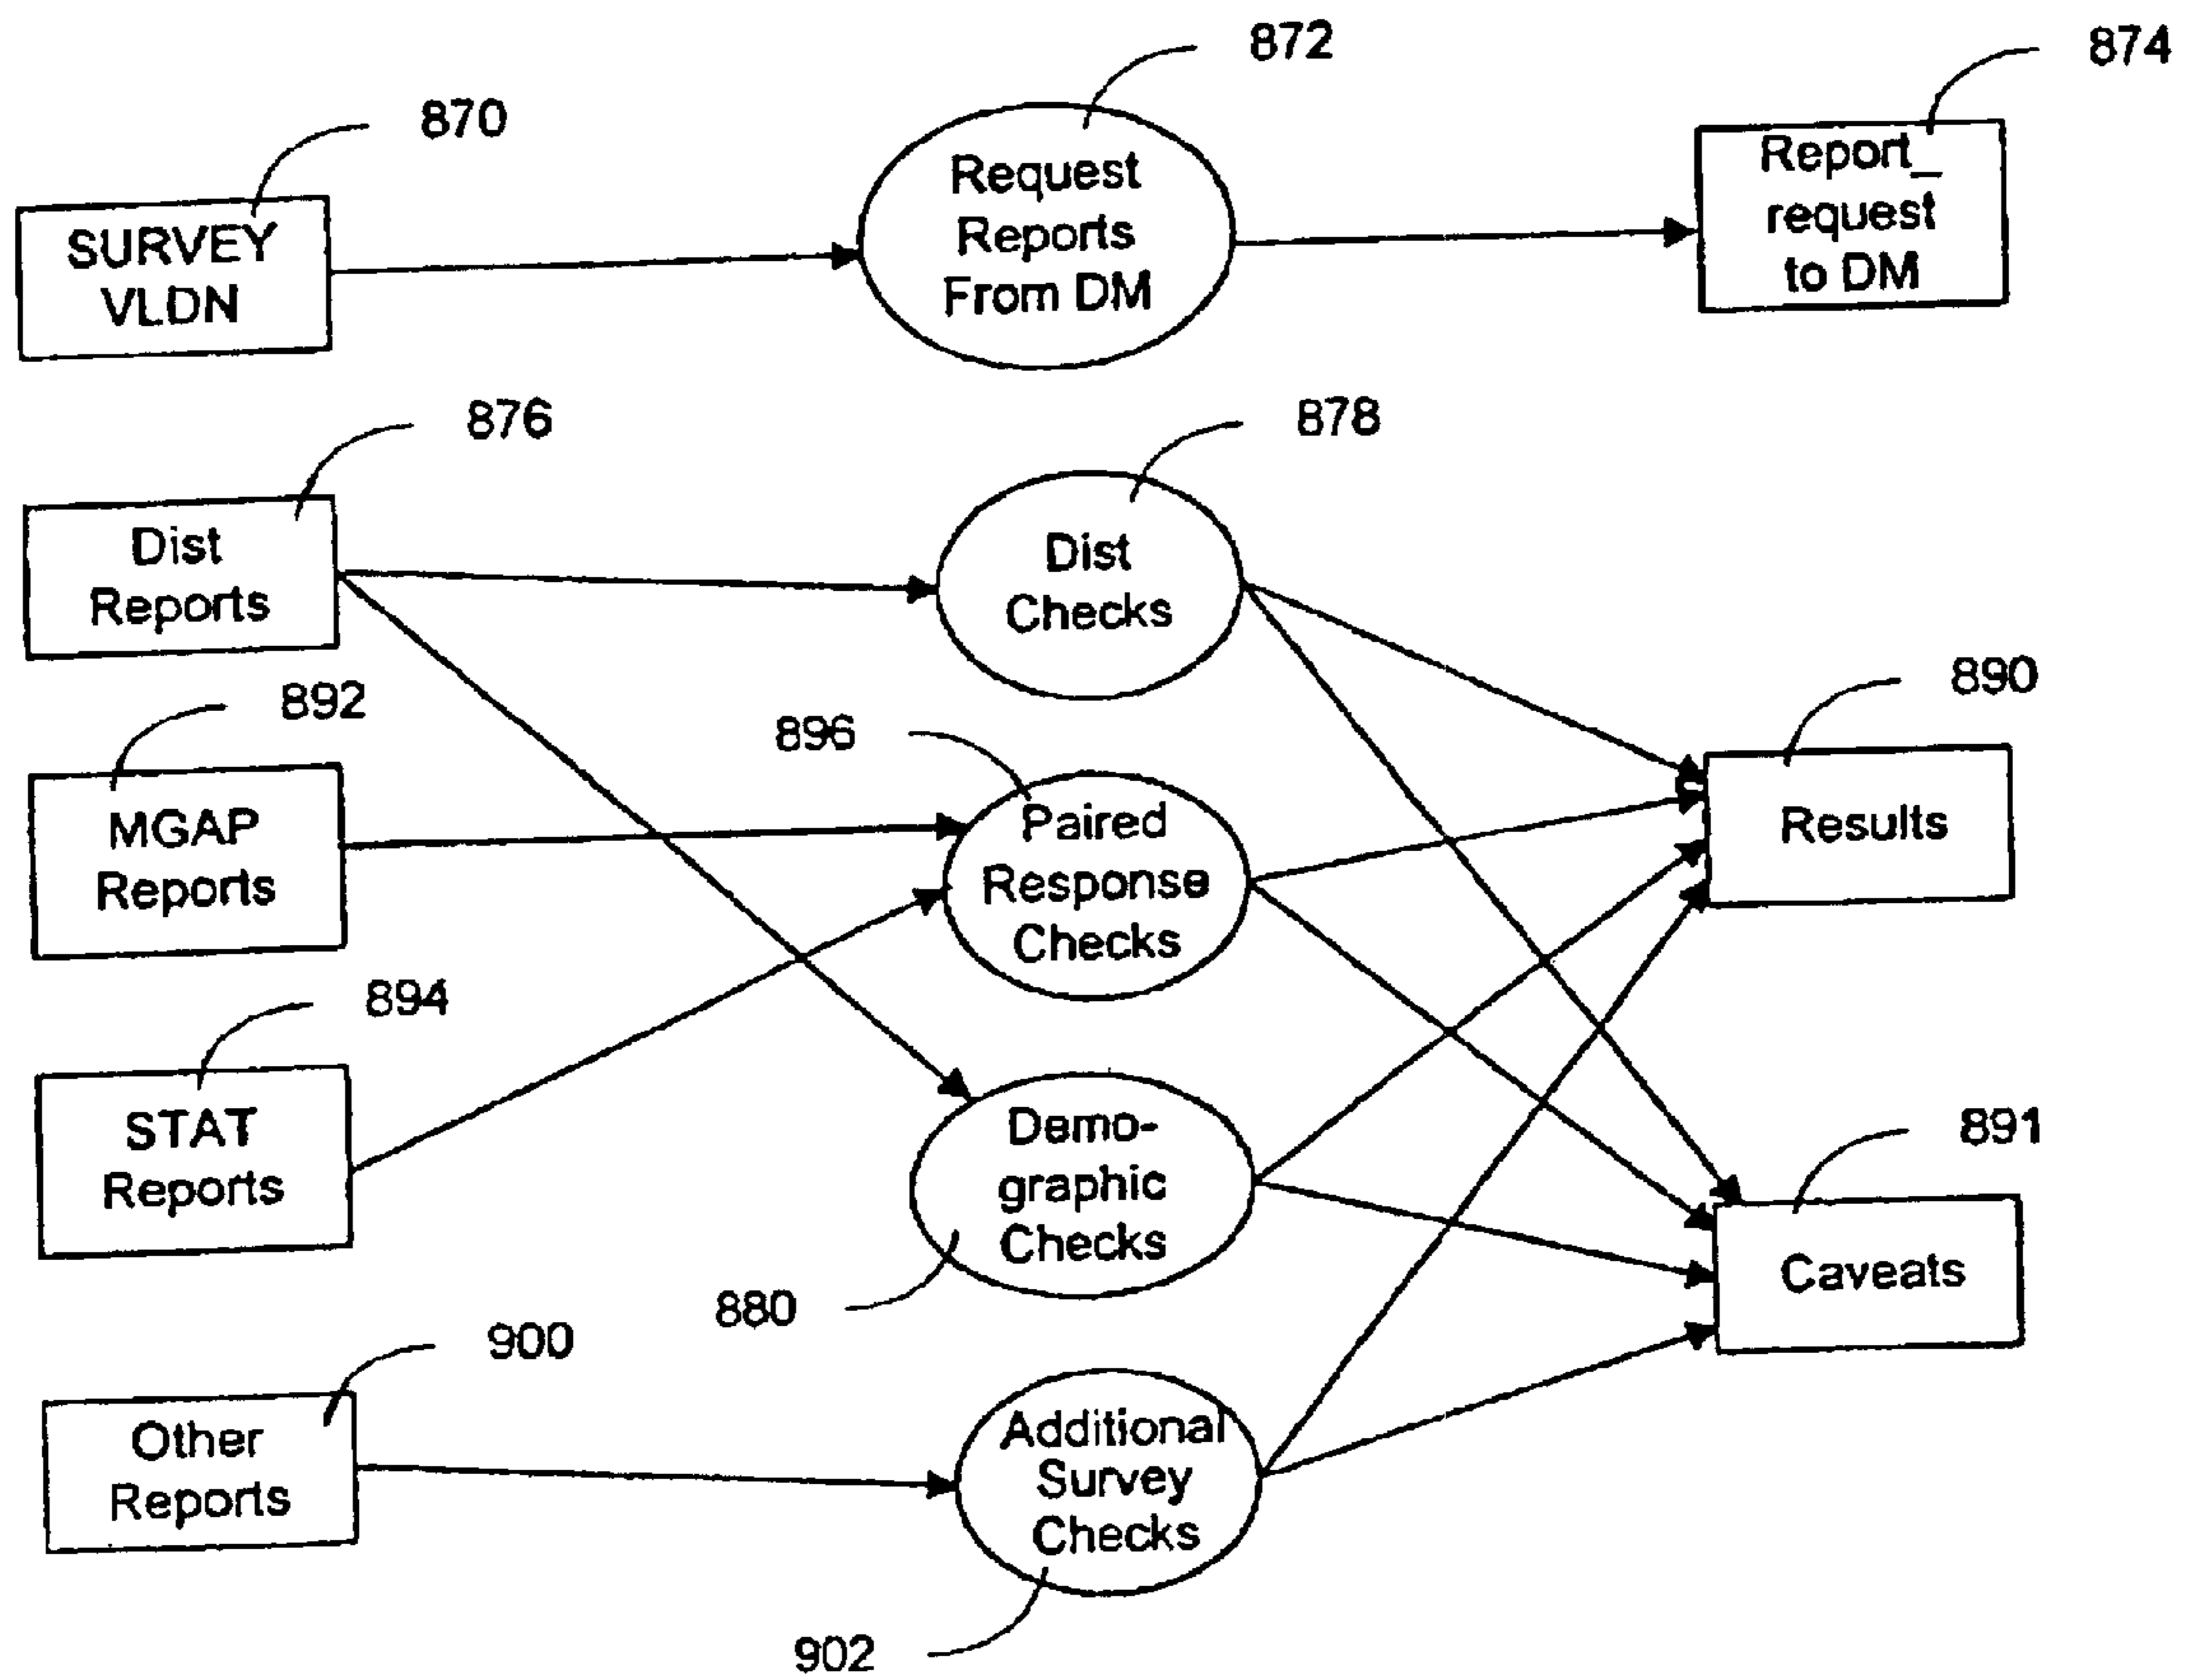 872
874
870
Request
Reports
From DM
Report_
request
to DM
SURVEY
VLDN
876
878
Dist
Reports
Dist
Checks
892
896
890
MGAP
Reports
Paired
Response
Checks
Results
894
STAT
Reports
Demo-
graphic
Checks
880
891
Caveats
900
Other
Reports
Additional
Survey
Checks
902